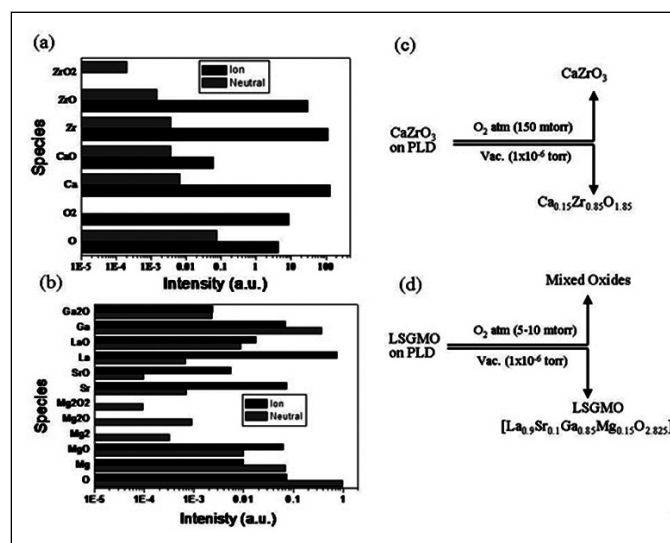 (a)
ZrO2
ZrO
Zr
CaO
Ca
O2
O
Species
Ion
Neutral
1E-5 1E-4 1E-3 0.01 0.1 1 10 100
Intensity (a.u.)
(b)
Ga2O
Ga
LaO
La
SrO
Sr
Mg2O2
Mg2O
Mg2
MgO
Mg
O
Species
Ion
Neutral
1E-5 1E-4 1E-3 0.01 0.1 1
Intenisty (a.u.)
(c)
CaZrO₃
CaZrO₃
on PLD
O₂ atm (150 mtorr)
Vac. (1x10⁻⁶ torr)
Ca₀.₁₅Zr₀.₈₅O₁.₈₅
(d)
Mixed Oxides
LSGMO
on PLD
O₂ atm (5-10 mtorr)
Vac. (1x10⁻⁶ torr)
LSGMO
[La₀.₉Sr₀.₁Ga₀.₈₅Mg₀.₁₅O₂.₈₂₅]